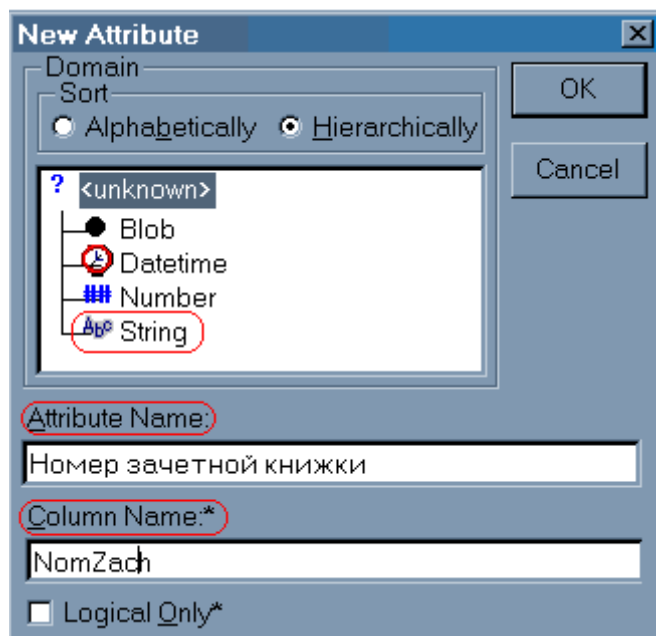 New Attribute
Domain
Sort
Alphabetically
Hierarchically
OK
Cancel
? <unknown>
Blob
Datetime
Number
Abc String
Attribute Name:
Номер зачетной книжки
Column Name:*
NomZach
Logical Only*